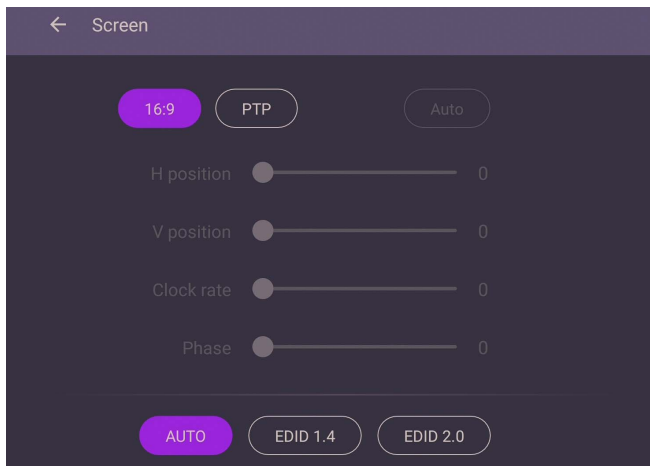 Screen
16:9 PTP Auto
H position 0
V position 0
Clock rate 0
Phase 0
AUTO EDID 1.4 EDID 2.0